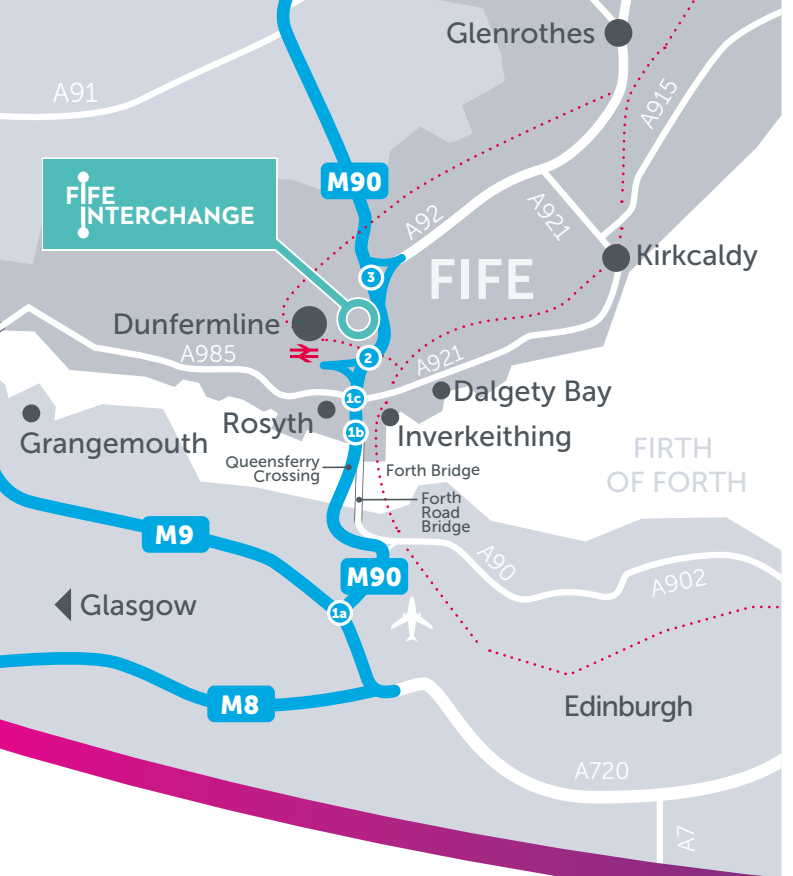 Glenrothes
A91
A915
M90
FIFE
INTERCHANGE
A92
A921
Kirkcaldy
3
FIFE
Dunfermline
A985
2
A921
1c
Dalgety Bay
Rosyth
Grangemouth
1b
Inverkeithing
FIRTH
OF FORTH
Queensferry
Crossing
Forth Bridge
Forth
Road
Bridge
M9
A90
M90
A902
Glasgow
1a
M8
Edinburgh
A720
A7